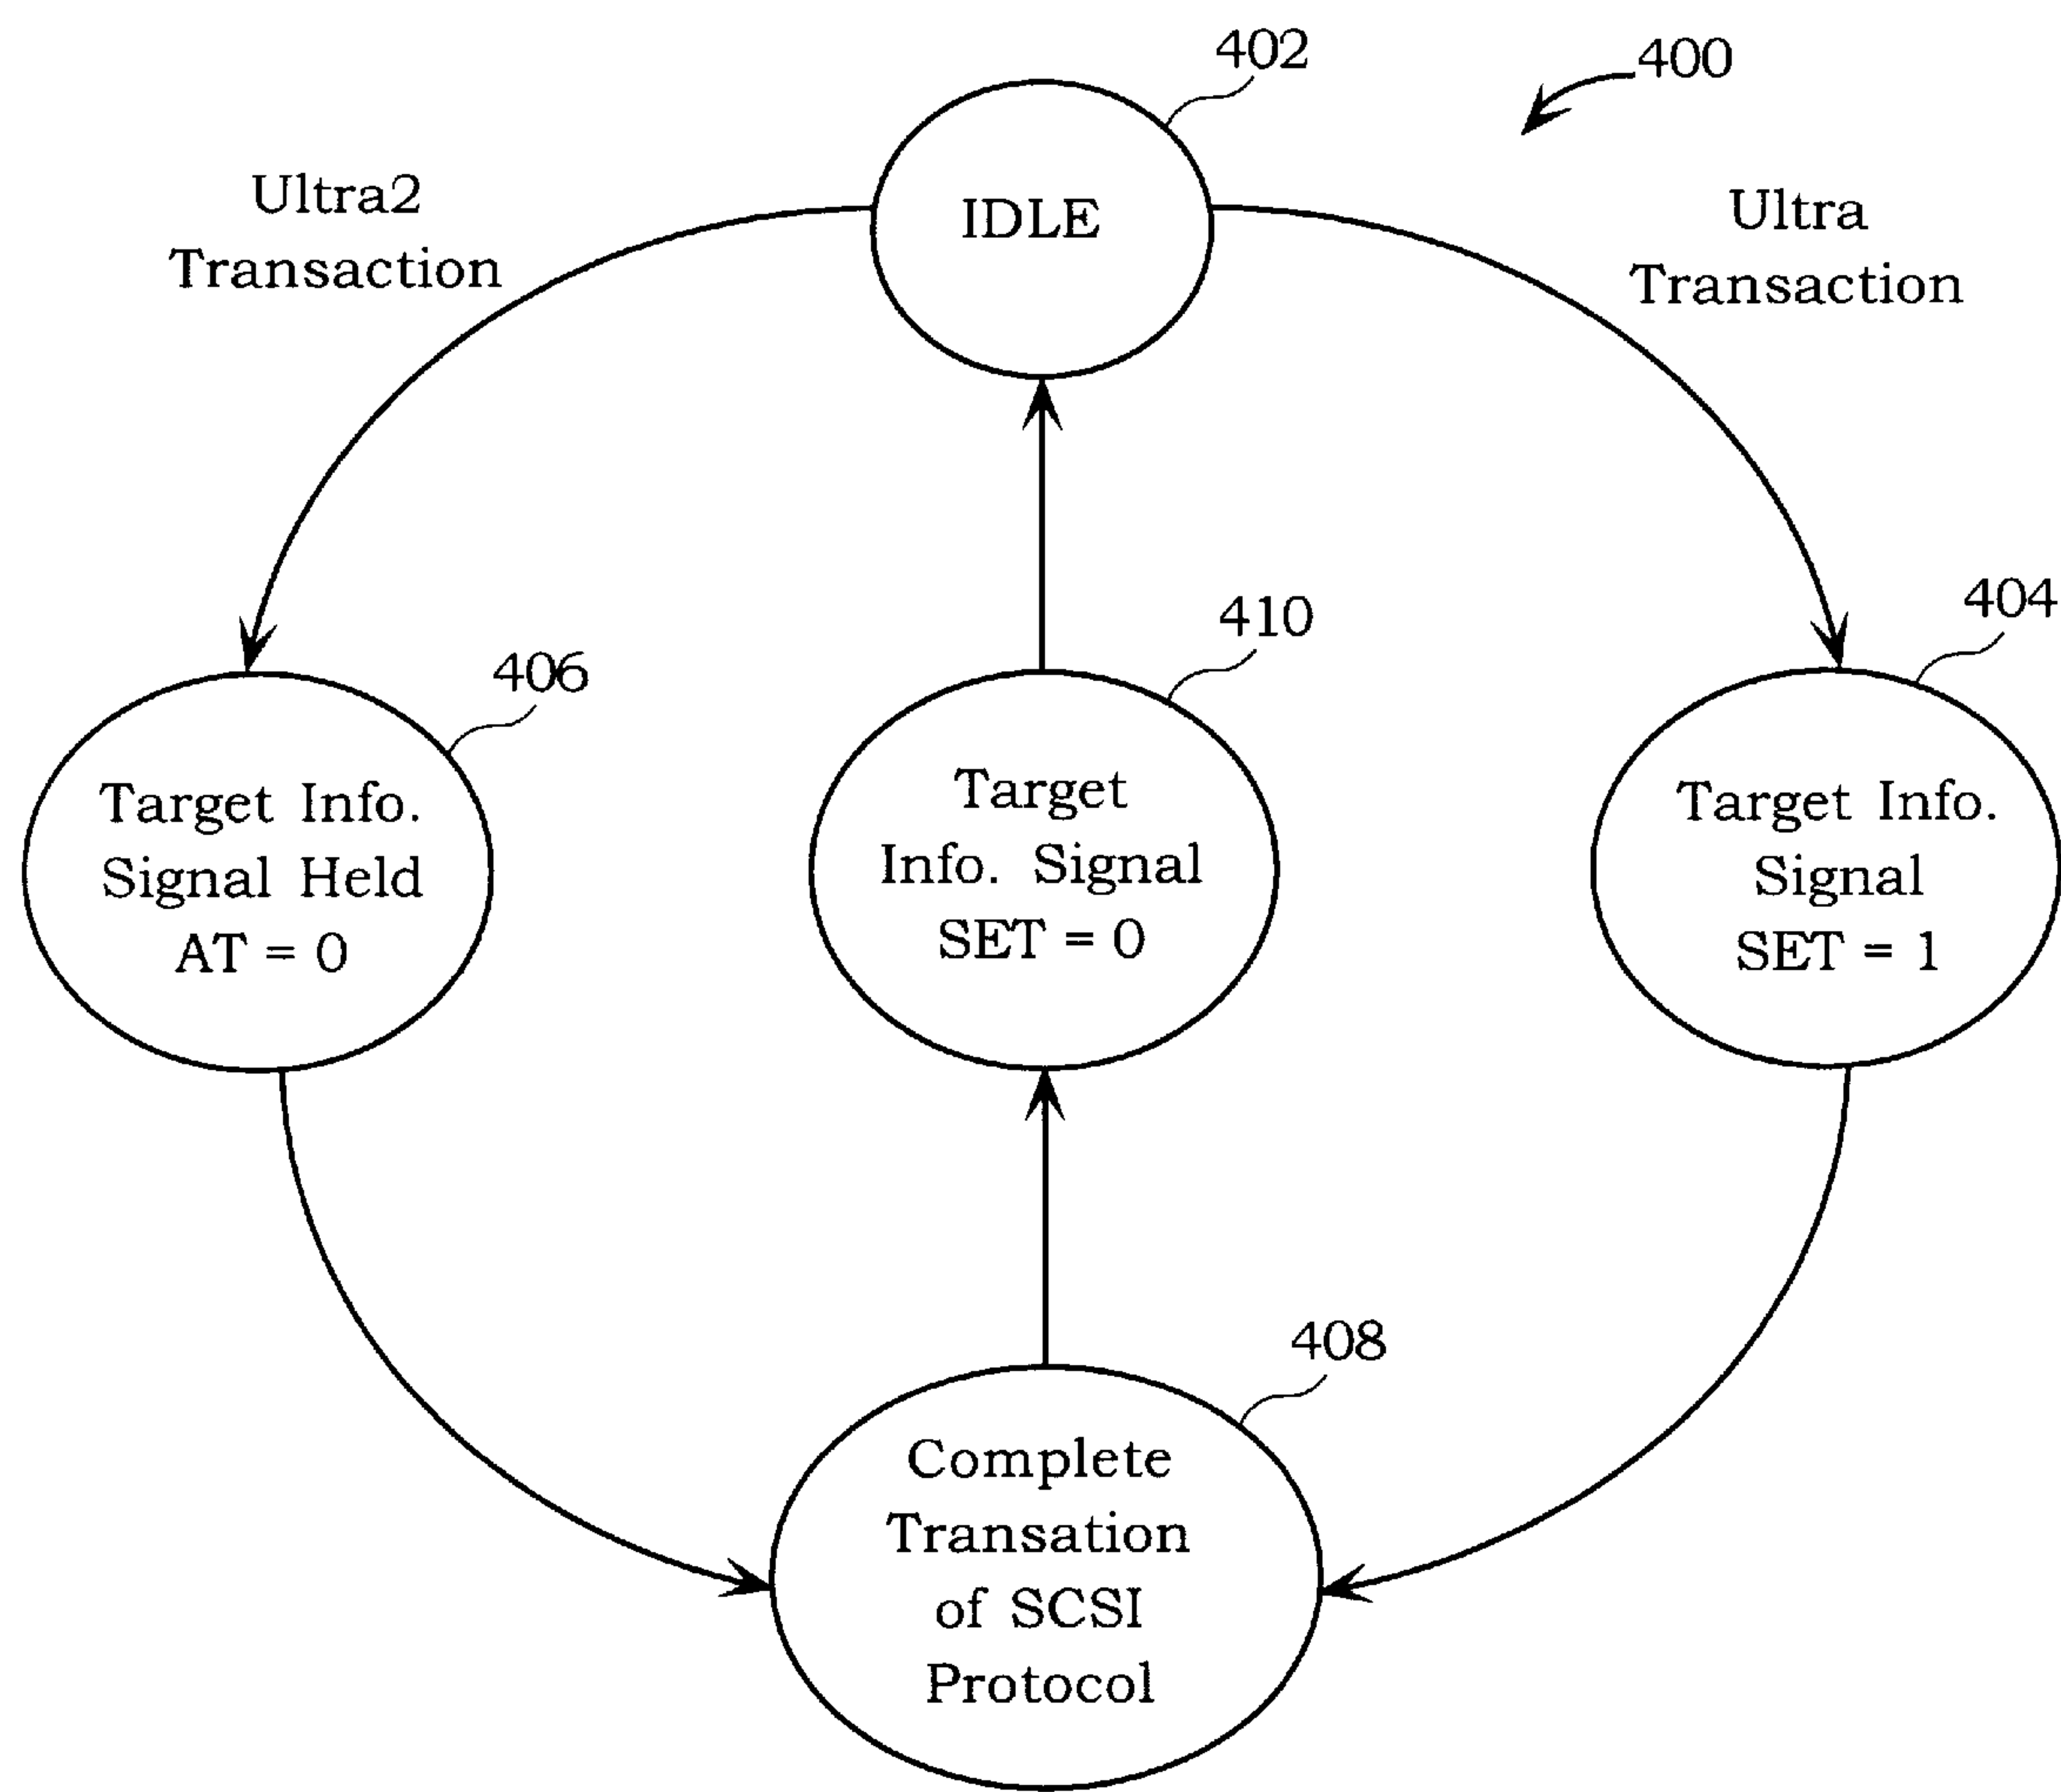 402
400
Ultra2
Transaction
IDLE
Ultra
Transaction
406
Target Info.
Signal Held
AT = 0
410
Target
Info. Signal
SET = 0
404
Target Info.
Signal
SET = 1
408
Complete
Transation
of SCSI
Protocol